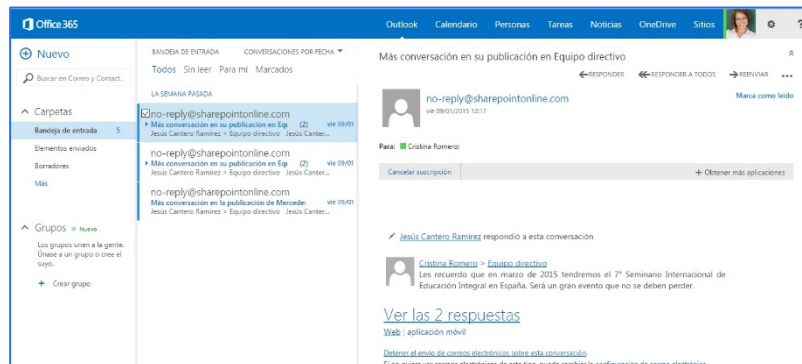 Office 365
Outlook Calendario Personas Tareas Noticias OneDrive Sitios ?
Nuevo
Buscar en Correo y Contact...
Carpetas
Bandeja de entrada 5
Elementos enviados
Borradores
Más
Grupos Nuevo
Los grupos unen a la gente.
Únase a un grupo o cree el
suyo.
+ Crear grupo
BANDEJA DE ENTRADA CONVERSACIONES POR FECHA
Todos Sin leer Para mí Marcados
LA SEMANA PASADA
no-reply@sharepointonline.com
Más conversación en su publicación en Eq (2) vie 09/01
Jesús Cantero Ramírez > Equipo directivo Jesús Canter...
no-reply@sharepointonline.com
Más conversación en su publicación en Eq (2) vie 09/01
Jesús Cantero Ramírez > Equipo directivo Jesús Canter...
no-reply@sharepointonline.com
Más conversación en la publicación de Mercede vie 09/01
Jesús Cantero Ramírez > Equipo directivo Jesús Canter...
Más conversación en su publicación en Equipo directivo
RESPONDER RESPONDER A TODOS REENVIAR ...
no-reply@sharepointonline.com
vie 09/01/2015 12:17
Marca como leído
Para: Cristina Romero;
Cancelar suscripción + Obtener más aplicaciones
Jesús Cantero Ramírez respondió a esta conversación
Cristina Romero > Equipo directivo
Les recuerdo que en marzo de 2015 tendremos el 7º Seminario Internacional de
Educación Integral en España. Será un gran evento que no se deben perder.
Ver las 2 respuestas
Web | aplicación móvil
Detener el envío de correos electrónicos sobre esta conversación